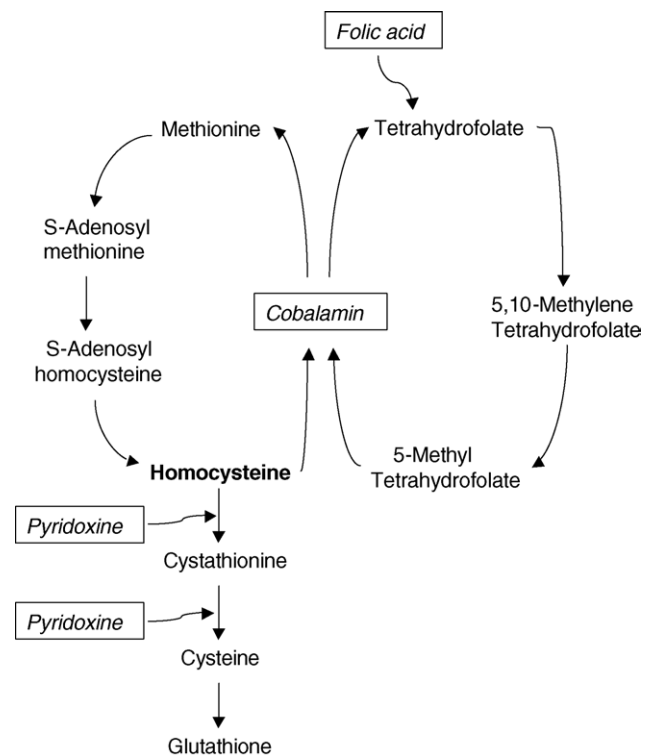 Folic acid
Methionine
Tetrahydrofolate
S-Adenosyl
methionine
5,10-Methylene
Tetrahydrofolate
Cobalamin
S-Adenosyl
homocysteine
5-Methyl
Tetrahydrofolate
Homocysteine
Pyridoxine
Cystathionine
Pyridoxine
Cysteine
Glutathione